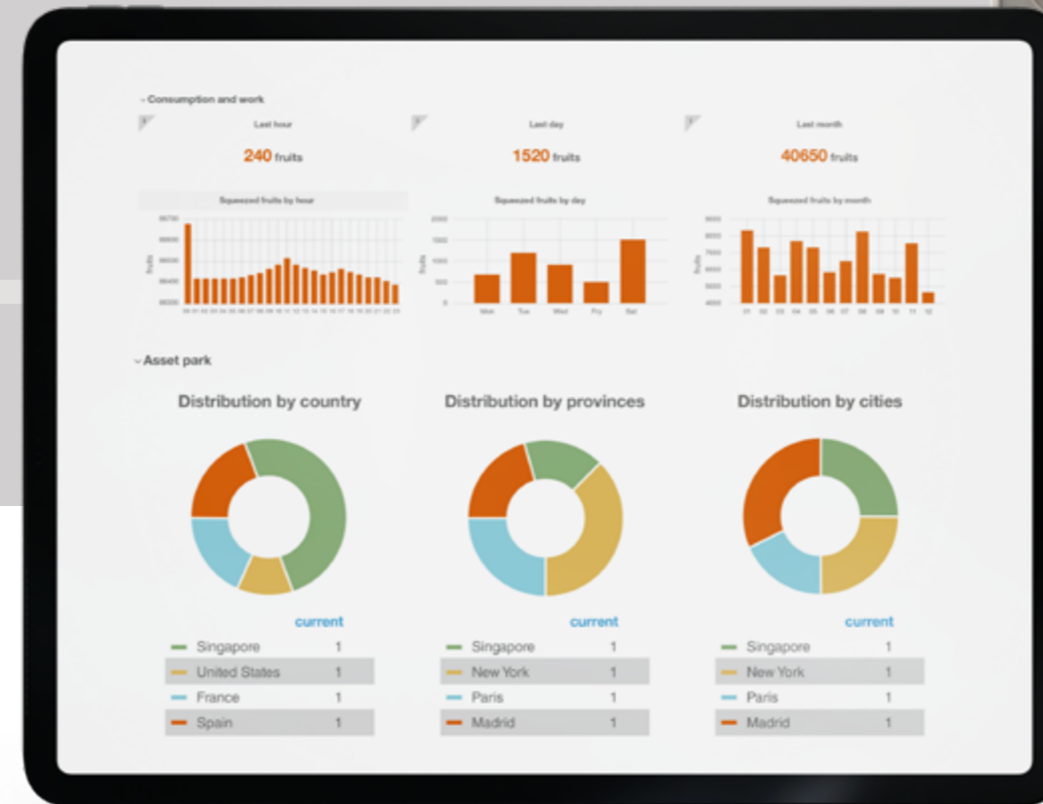 Consumption and work
Last hour
Last day
Last month
240 fruits
1520 fruits
40650 fruits
Squeezed fruits by hour
Squeezed fruits by day
Squeezed fruits by month
fruits
fruits
fruits
2000
1500
1000
500
0
Mon
Tue
Wed
Fry
Sat
01 02 03 04 05 06 07 08 09 10 11 12
Asset park
Distribution by country
Distribution by provinces
Distribution by cities
current
Singapore 1
United States 1
France 1
Spain 1
current
Singapore 1
New York 1
Paris 1
Madrid 1
current
Singapore 1
New York 1
Paris 1
Madrid 1